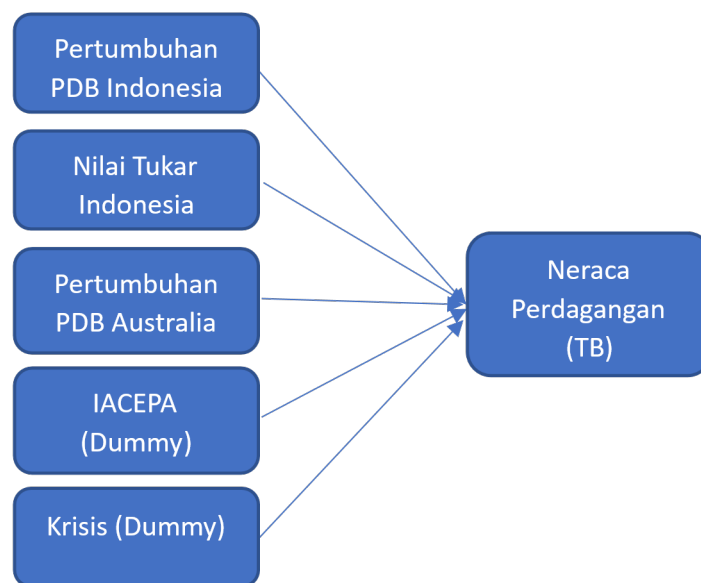 Pertumbuhan
PDB Indonesia
Nilai Tukar
Indonesia
Pertumbuhan
PDB Australia
IACEPA
(Dummy)
Krisis (Dummy)
Neraca
Perdagangan
(TB)